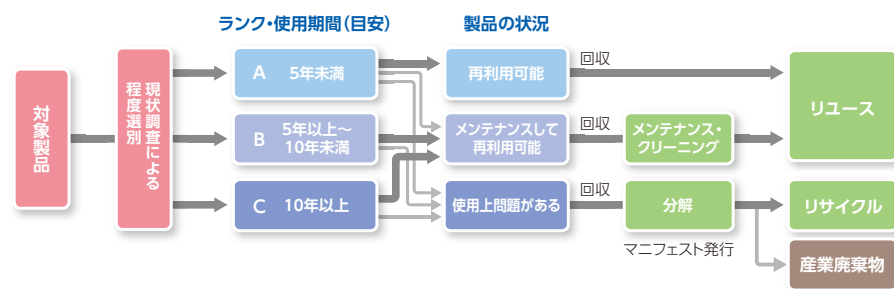 ランク・使用期間(目安)
製品の状況
対象製品
現状調査による
程度選別
A 5年未満
B 5年以上〜
10年未満
C 10年以上
再利用可能
メンテナンスして
再利用可能
使用上問題がある
回収
回収
回収
メンテナンス・
クリーニング
分解
マニフェスト発行
リユース
リサイクル
産業廃棄物